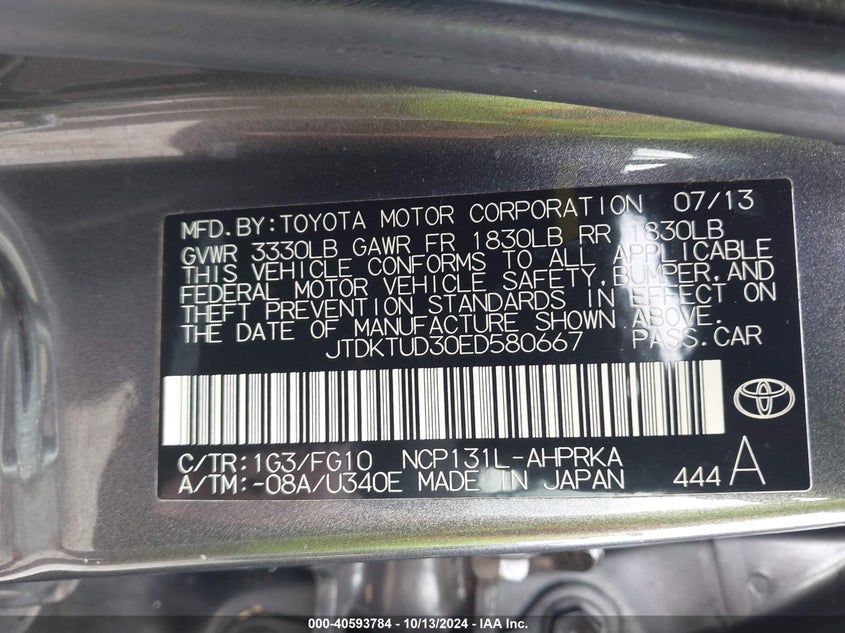 MFD. BY: TOYOTA MOTOR CORPORATION 07/13
GVWR 3330LB GAWR FR 1830LB RR 1830LB
THIS VEHICLE CONFORMS TO ALL APPLICABLE
FEDERAL MOTOR VEHICLE SAFETY, BUMPER, AND
THEFT PREVENTION STANDARDS IN EFFECT ON
THE DATE OF MANUFACTURE SHOWN ABOVE.
JTDKTUD30ED580667 PASS. CAR
C/TR: 1G3/FG10 NCP131L-AHPRKA
A/TM: -08A/U340E MADE IN JAPAN 444 A
000-40593784 - 10/13/2024 - IAA Inc.